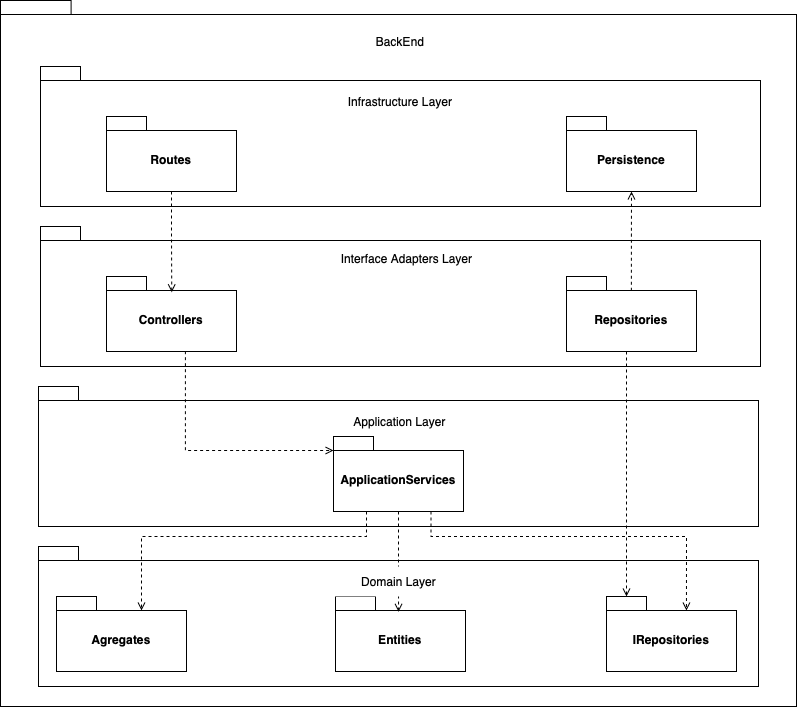 BackEnd
Infrastructure Layer
Routes
Persistence
Interface Adapters Layer
Controllers
Repositories
Application Layer
ApplicationServices
Domain Layer
Agregates
Entities
IRepositories